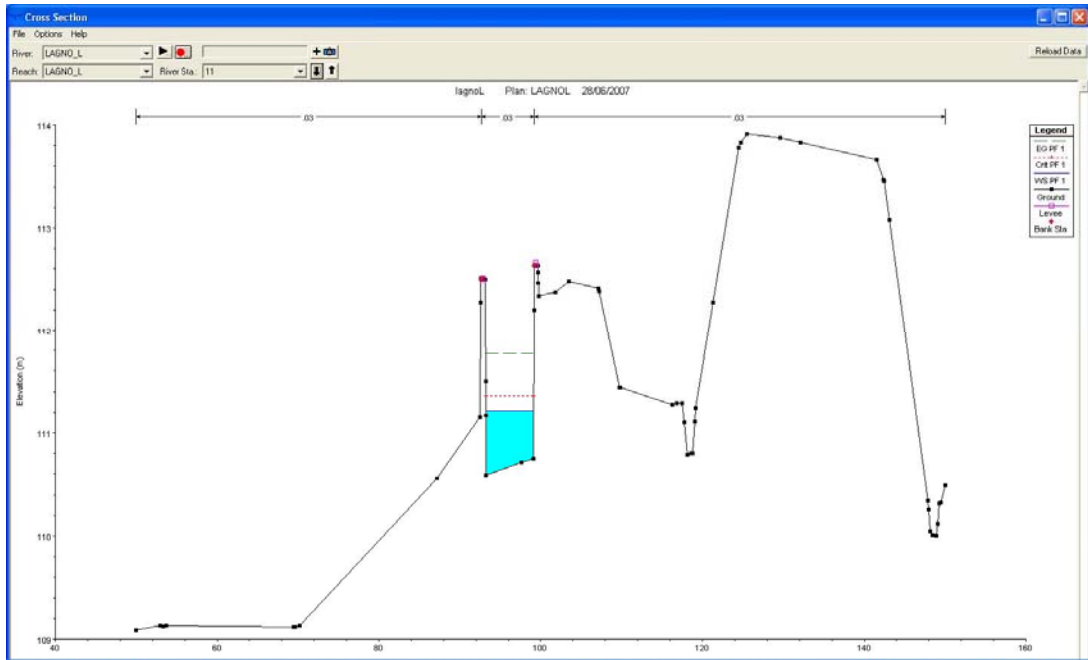 Cross Section
File Options Help
River: LAGNO_L
Reach: LAGNO_L River Sta.: 11
Reload Data
lagnoL Plan: LAGNOL 28/06/2007
.03 .03 .03
Legend
EG PF 1
Crit PF 1
WS PF 1
Ground
Levee
Bank Sta
Elevation (m)
114
113
112
111
110
109
40 60 80 100 120 140 160